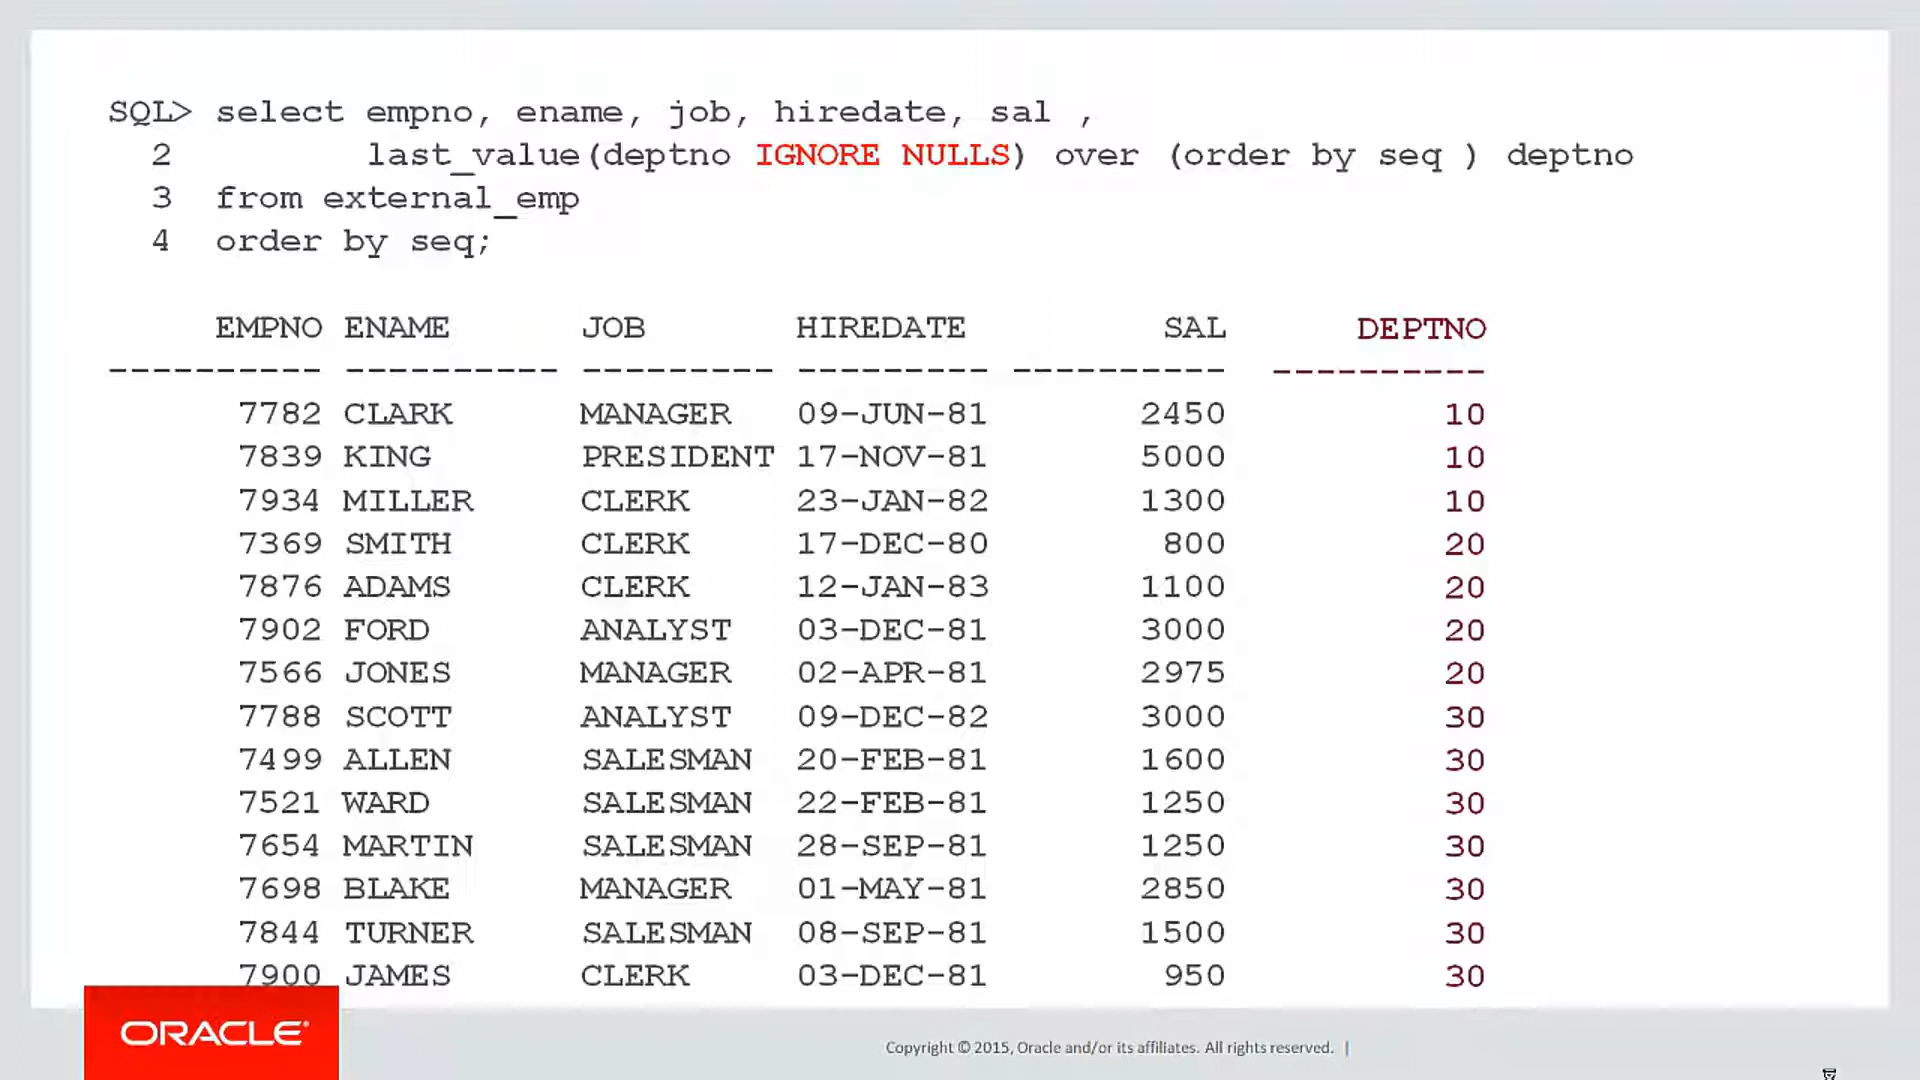 SQL> select empno, ename, job, hiredate, sal ,
2 last_value(deptno IGNORE NULLS) over (order by seq ) deptno
3 from external_emp
4 order by seq;
EMPNO ENAME JOB HIREDATE SAL DEPTNO
---------- ---------- --------- --------- ---------- ----------
7782 CLARK MANAGER 09-JUN-81 2450 10
7839 KING PRESIDENT 17-NOV-81 5000 10
7934 MILLER CLERK 23-JAN-82 1300 10
7369 SMITH CLERK 17-DEC-80 800 20
7876 ADAMS CLERK 12-JAN-83 1100 20
7902 FORD ANALYST 03-DEC-81 3000 20
7566 JONES MANAGER 02-APR-81 2975 20
7788 SCOTT ANALYST 09-DEC-82 3000 30
7499 ALLEN SALESMAN 20-FEB-81 1600 30
7521 WARD SALESMAN 22-FEB-81 1250 30
7654 MARTIN SALESMAN 28-SEP-81 1250 30
7698 BLAKE MANAGER 01-MAY-81 2850 30
7844 TURNER SALESMAN 08-SEP-81 1500 30
7900 JAMES CLERK 03-DEC-81 950 30
ORACLE®
Copyright © 2015, Oracle and/or its affiliates. All rights reserved. |